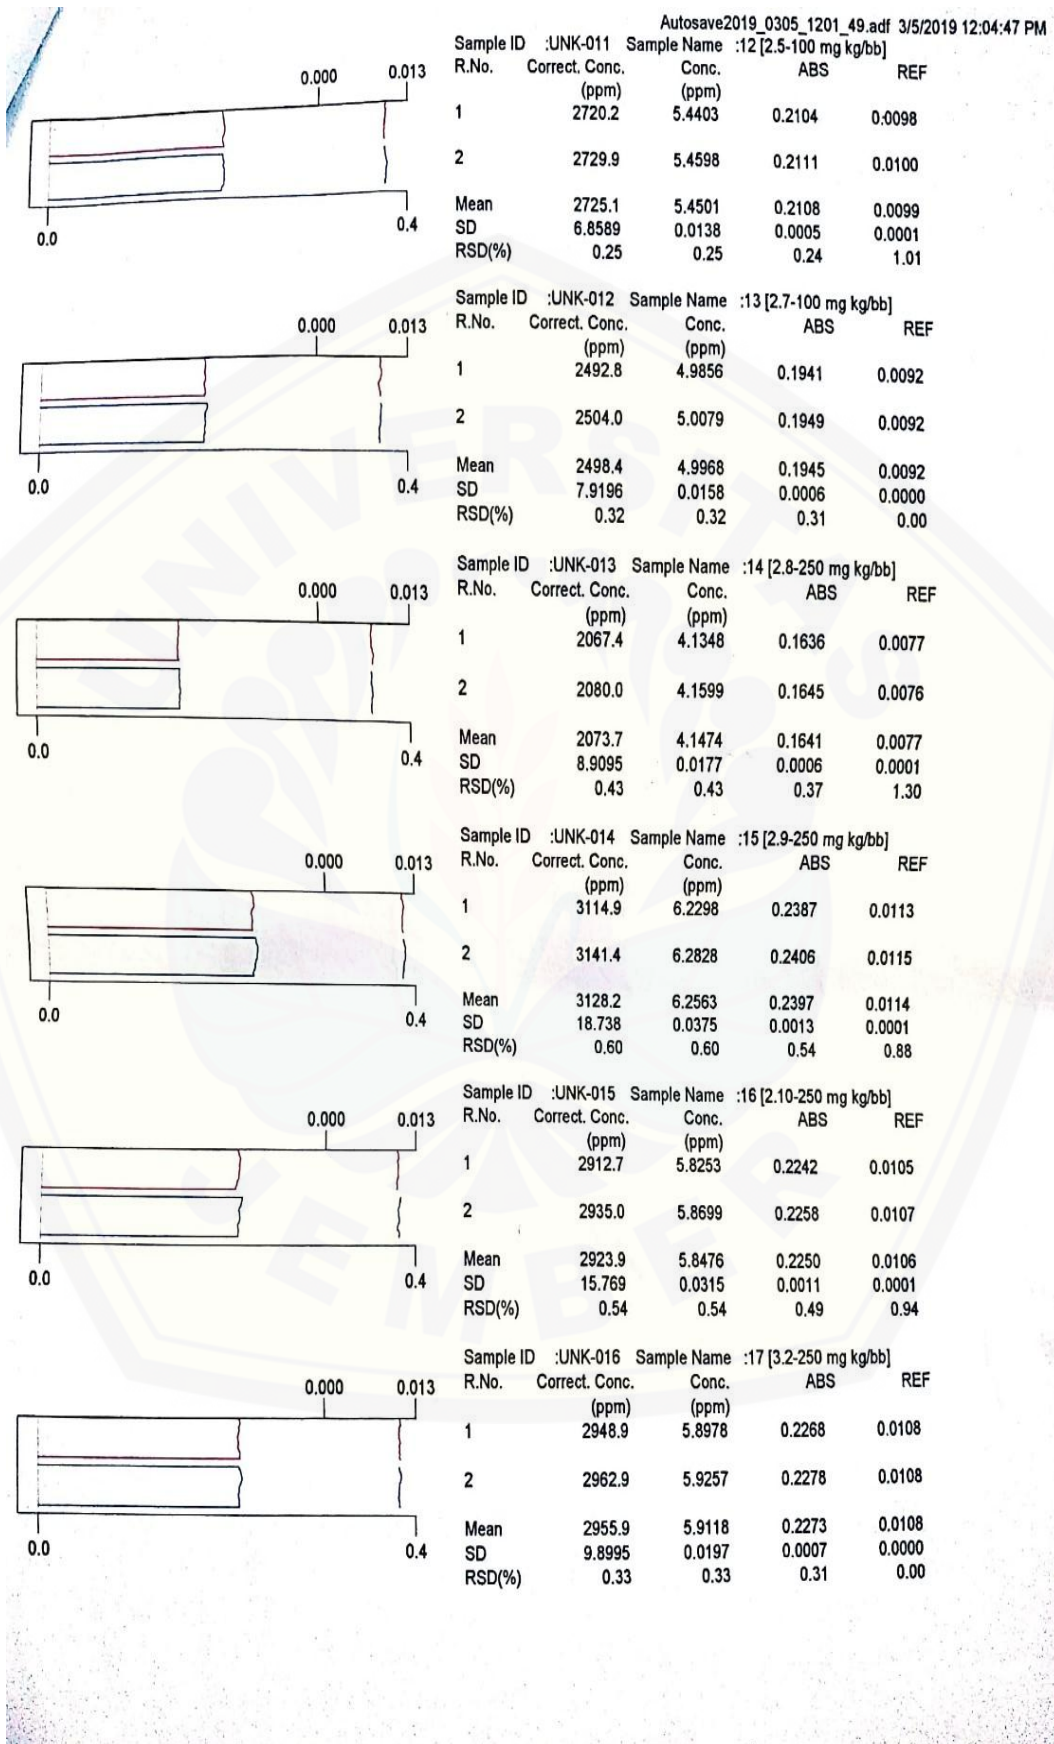 Autosave2019_0305_1201_49.adf 3/5/2019 12:04:47 PM
Sample ID :UNK-011 Sample Name :12 [2.5-100 mg kg/bb]
R.No. Correct. Conc. Conc. ABS REF
(ppm) (ppm)
1 2720.2 5.4403 0.2104 0.0098
2 2729.9 5.4598 0.2111 0.0100
Mean 2725.1 5.4501 0.2108 0.0099
SD 6.8589 0.0138 0.0005 0.0001
RSD(%) 0.25 0.25 0.24 1.01
0.000 0.013
0.0 0.4
Sample ID :UNK-012 Sample Name :13 [2.7-100 mg kg/bb]
R.No. Correct. Conc. Conc. ABS REF
(ppm) (ppm)
1 2492.8 4.9856 0.1941 0.0092
2 2504.0 5.0079 0.1949 0.0092
Mean 2498.4 4.9968 0.1945 0.0092
SD 7.9196 0.0158 0.0006 0.0000
RSD(%) 0.32 0.32 0.31 0.00
0.000 0.013
0.0 0.4
Sample ID :UNK-013 Sample Name :14 [2.8-250 mg kg/bb]
R.No. Correct. Conc. Conc. ABS REF
(ppm) (ppm)
1 2067.4 4.1348 0.1636 0.0077
2 2080.0 4.1599 0.1645 0.0076
Mean 2073.7 4.1474 0.1641 0.0077
SD 8.9095 0.0177 0.0006 0.0001
RSD(%) 0.43 0.43 0.37 1.30
0.000 0.013
0.0 0.4
Sample ID :UNK-014 Sample Name :15 [2.9-250 mg kg/bb]
R.No. Correct. Conc. Conc. ABS REF
(ppm) (ppm)
1 3114.9 6.2298 0.2387 0.0113
2 3141.4 6.2828 0.2406 0.0115
Mean 3128.2 6.2563 0.2397 0.0114
SD 18.738 0.0375 0.0013 0.0001
RSD(%) 0.60 0.60 0.54 0.88
0.000 0.013
0.0 0.4
Sample ID :UNK-015 Sample Name :16 [2.10-250 mg kg/bb]
R.No. Correct. Conc. Conc. ABS REF
(ppm) (ppm)
1 2912.7 5.8253 0.2242 0.0105
2 2935.0 5.8699 0.2258 0.0107
Mean 2923.9 5.8476 0.2250 0.0106
SD 15.769 0.0315 0.0011 0.0001
RSD(%) 0.54 0.54 0.49 0.94
0.000 0.013
0.0 0.4
Sample ID :UNK-016 Sample Name :17 [3.2-250 mg kg/bb]
R.No. Correct. Conc. Conc. ABS REF
(ppm) (ppm)
1 2948.9 5.8978 0.2268 0.0108
2 2962.9 5.9257 0.2278 0.0108
Mean 2955.9 5.9118 0.2273 0.0108
SD 9.8995 0.0197 0.0007 0.0000
RSD(%) 0.33 0.33 0.31 0.00
0.000 0.013
0.0 0.4
UNIVERSITAS
JEMBER